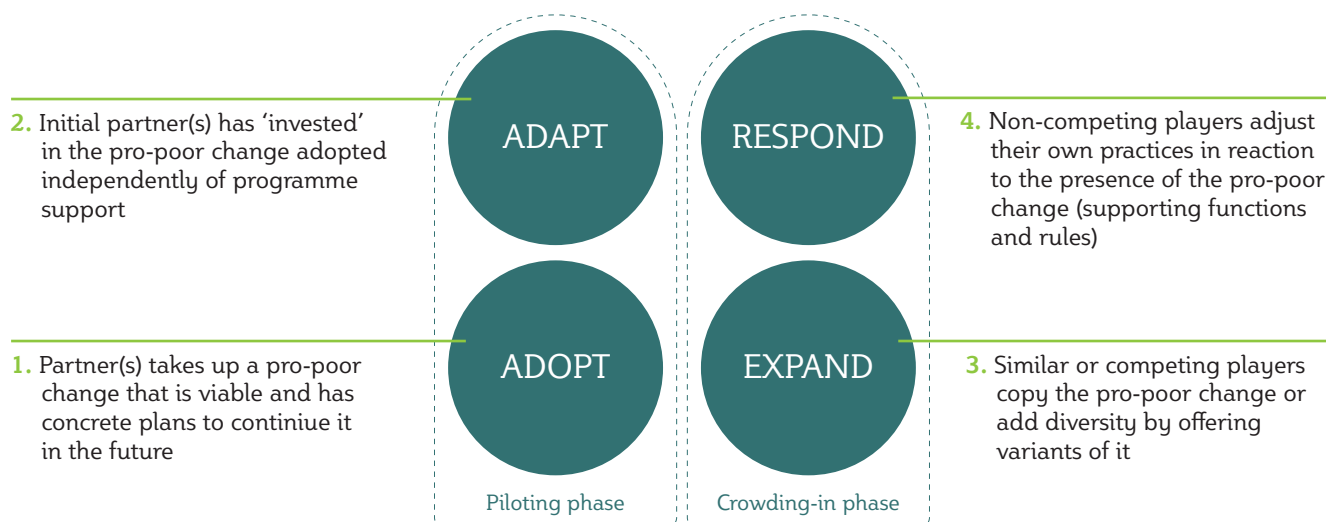 ADAPT
RESPOND
2. Initial partner(s) has ‘invested’
in the pro-poor change adopted
independently of programme
support
4. Non-competing players adjust
their own practices in reaction
to the presence of the pro-poor
change (supporting functions
and rules)
ADOPT
EXPAND
1. Partner(s) takes up a pro-poor
change that is viable and has
concrete plans to continiue it
in the future
3. Similar or competing players
copy the pro-poor change or
add diversity by offering
variants of it
Piloting phase
Crowding-in phase